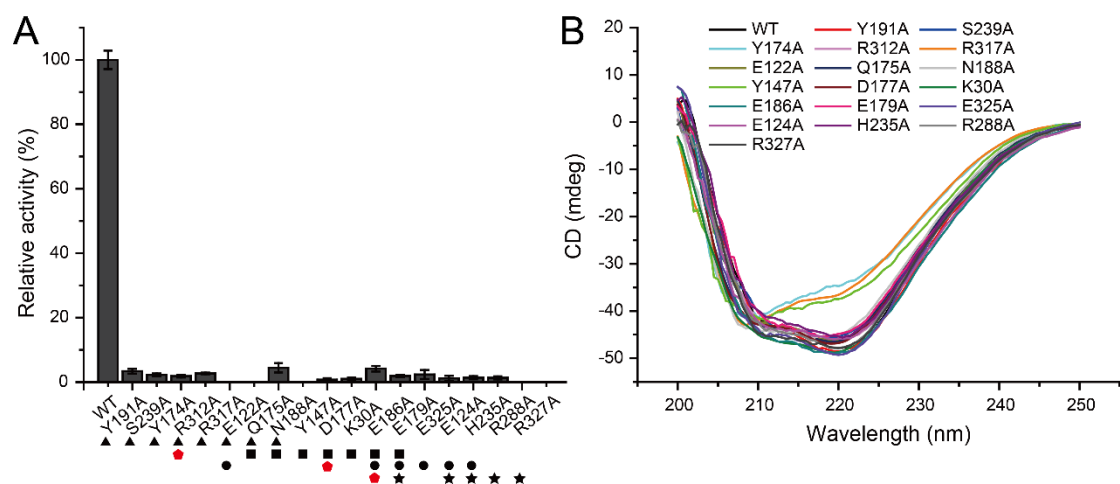 A
Relative activity (%)
100
80
60
40
20
0
WT
Y191A
S239A
Y174A
R312A
R317A
E122A
Q175A
N188A
Y147A
D177A
K30A
E186A
E179A
E325A
E124A
H235A
R288A
R327A
B
CD (mdeg)
20
10
0
-10
-20
-30
-40
-50
WT Y191A S239A
Y174A R312A R317A
E122A Q175A N188A
Y147A D177A K30A
E186A E179A E325A
E124A H235A R288A
R327A
200 210 220 230 240 250
Wavelength (nm)